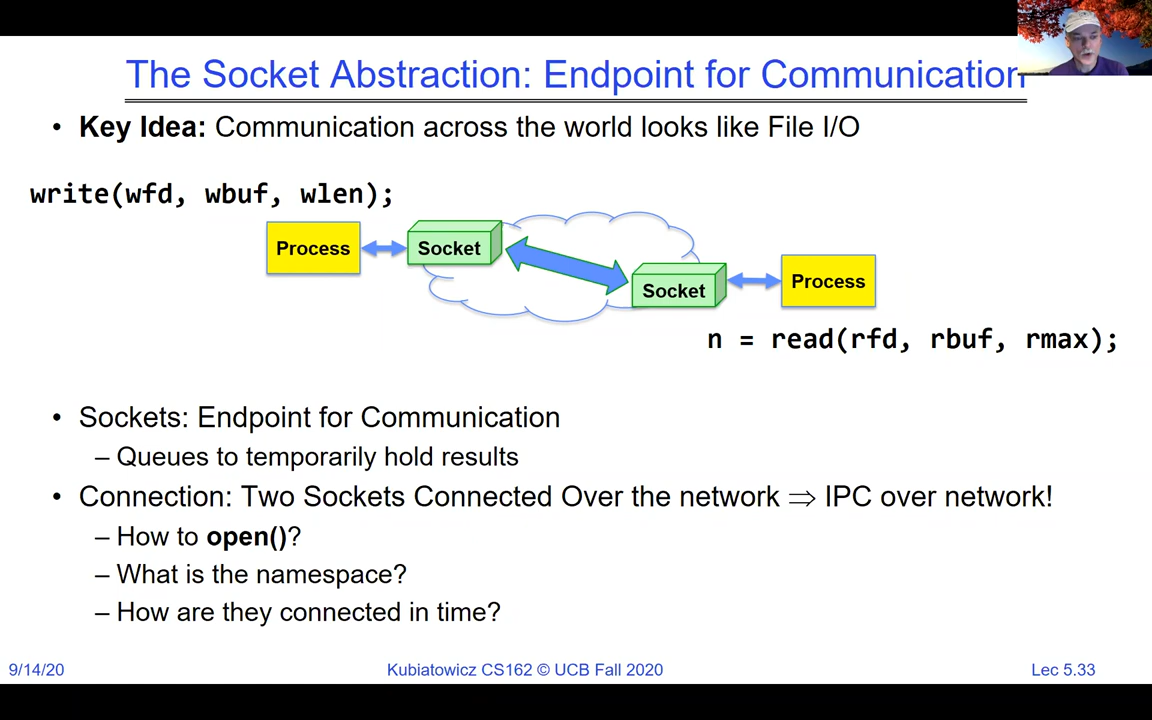 The Socket Abstraction: Endpoint for Communication
• Key Idea: Communication across the world looks like File I/O
write(wfd, wbuf, wlen);
Process
Socket
Socket
Process
n = read(rfd, rbuf, rmax);
• Sockets: Endpoint for Communication
– Queues to temporarily hold results
• Connection: Two Sockets Connected Over the network ⇒ IPC over network!
– How to open()?
– What is the namespace?
– How are they connected in time?
9/14/20
Kubiatowicz CS162 © UCB Fall 2020
Lec 5.33